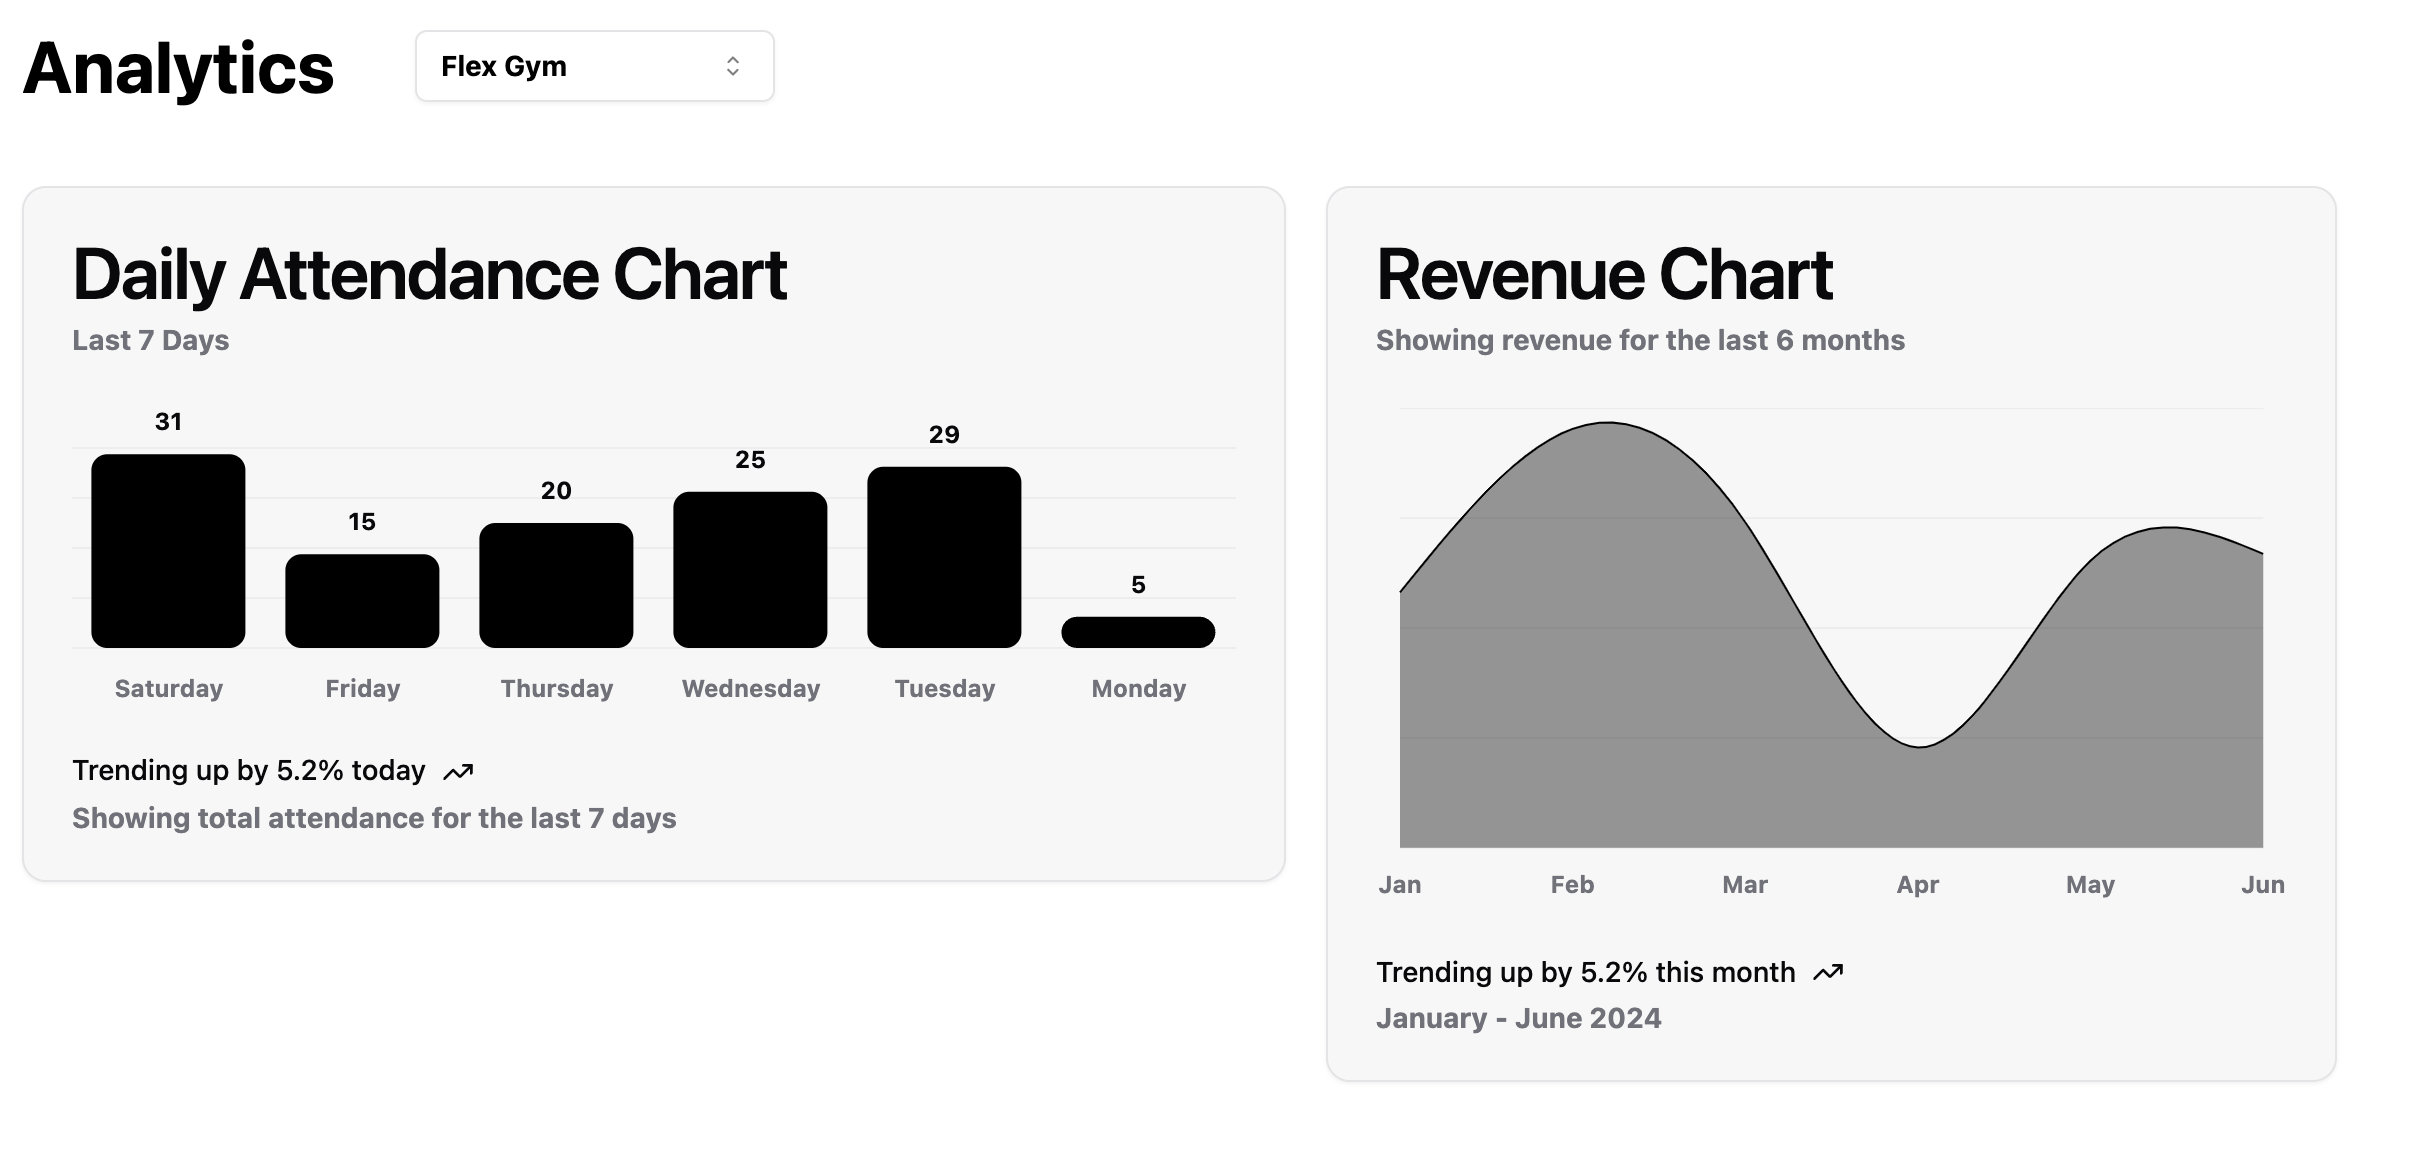 Analytics
Flex Gym
Daily Attendance Chart
Last 7 Days
31
15
20
25
29
5
Saturday
Friday
Thursday
Wednesday
Tuesday
Monday
Trending up by 5.2% today
Showing total attendance for the last 7 days
Revenue Chart
Showing revenue for the last 6 months
Jan
Feb
Mar
Apr
May
Jun
Trending up by 5.2% this month
January - June 2024